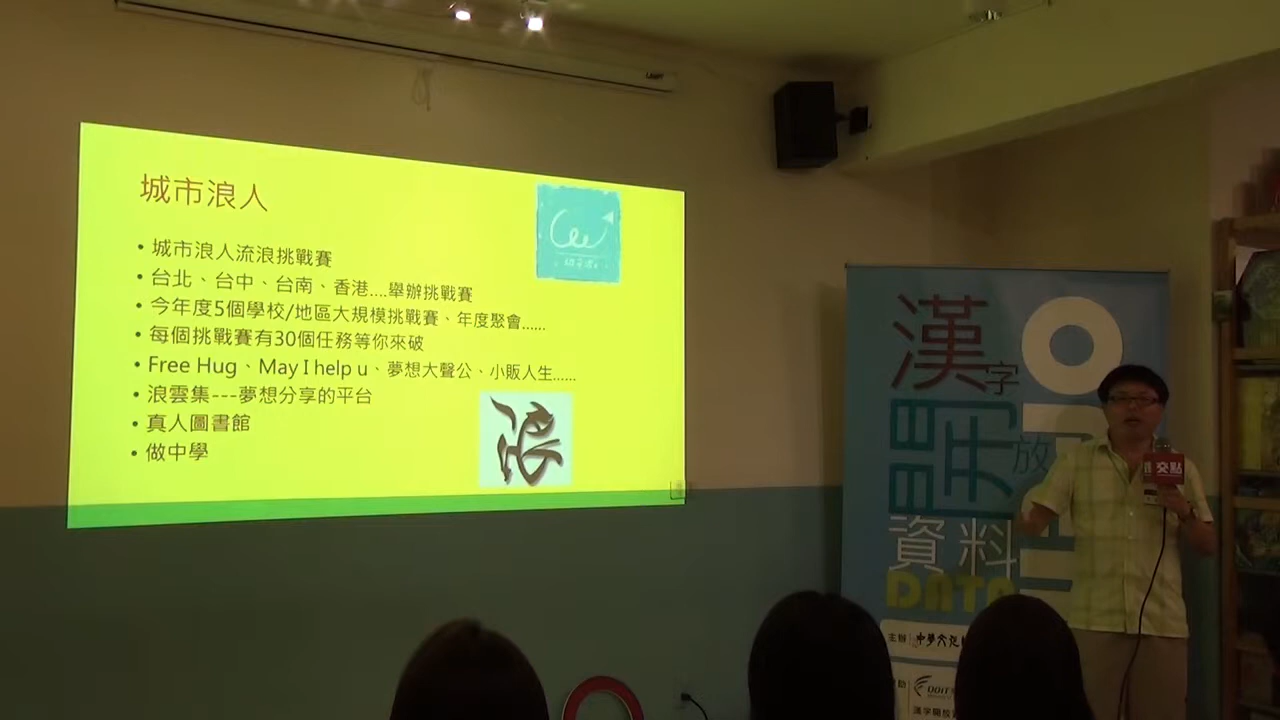 城市浪人
• 城市浪人流浪挑戰賽
• 台北、台中、台南、香港....舉辦挑戰賽
• 今年度5個學校/地區大規模挑戰賽、年度聚會......
• 每個挑戰賽有30個任務等你來破
• Free Hug、May I help u、夢想大聲公、小販人生......
• 浪雲集---夢想分享的平台
• 真人圖書館
• 做中學
浪
漢字
開放
資料
DATA
交點
主辦